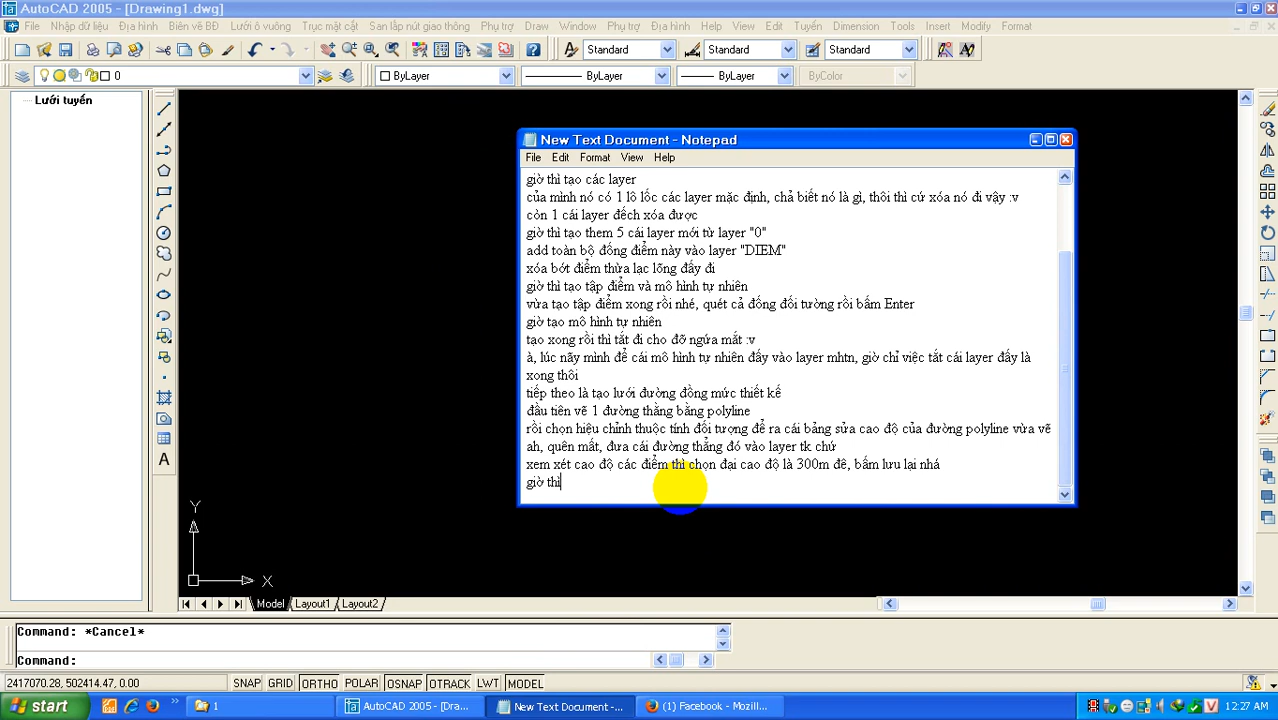 AutoCAD 2005 - [Drawing1.dwg]
File Nhập dữ liệu Địa hình Biên vẽ BĐ Lưới ô vuông Trục mặt cắt San lấp nút giao thông Phụ trợ Draw Window Phụ trợ Địa hình Help View Edit Tuyến Dimension Tools Insert Modify Format
Standard Standard Standard
0 ByLayer ByLayer ByLayer ByColor
Lưới tuyến
New Text Document - Notepad
File Edit Format View Help
giờ thì tạo các layer
của mình nó có 1 lô lốc các layer mặc định, chả biết nó là gì, thôi thì cứ xóa nó đi vậy :v
còn 1 cái layer đếch xóa được
giờ thì tạo them 5 cái layer mới từ layer "0"
add toàn bộ đống điểm này vào layer "DIEM"
xóa bớt điểm thừa lạc lõng đấy đi
giờ thì tạo tập điểm và mô hình tự nhiên
vừa tạo tập điểm xong rồi nhé, quét cả đống đối tường rồi bấm Enter
giờ tạo mô hình tự nhiên
tạo xong rồi thì tắt đi cho đỡ ngứa mắt :v
à, lúc nãy mình để cái mô hình tự nhiên đấy vào layer mhtn, giờ chỉ việc tắt cái layer đấy là
xong thôi
tiếp theo là tạo lưới đường đồng mức thiết kế
đầu tiên vẽ 1 đường thẳng bằng polyline
rồi chọn hiệu chỉnh thuộc tính đối tượng để ra cái bảng sửa cao độ của đường polyline vừa vẽ
ah, quên mất, đưa cái đường thẳng đó vào layer tk chứ
xem xét cao độ các điểm thì chọn đại cao độ là 300m đê, bấm lưu lại nhá
giờ thi
Y
X
A
Model Layout1 Layout2
Command: *Cancel*
Command:
2417070.28, 502414.47, 0.00 SNAP GRID ORTHO POLAR OSNAP OTRACK LWT MODEL
start 1 AutoCAD 2005 - [Dra... New Text Document -... (1) Facebook - Mozill... V 12:27 AM